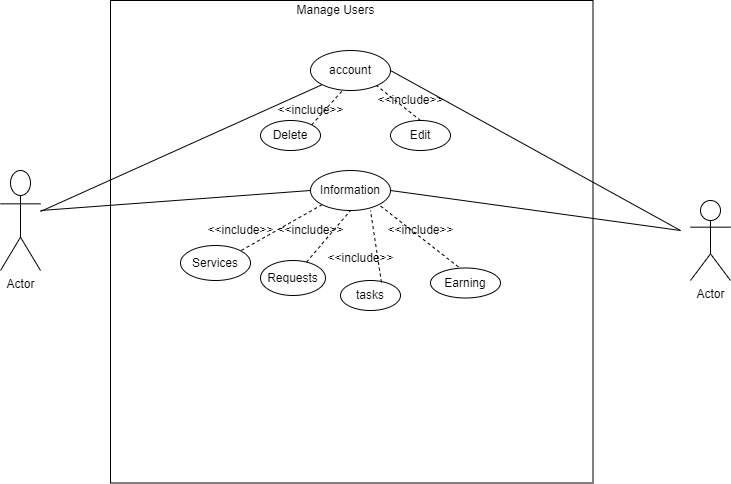 Manage Users
account
<<include>>
<<include>>
Delete
Edit
Information
<<include>>
<<include>>
<<include>>
<<include>>
Services
Requests
tasks
Earning
Actor
Actor